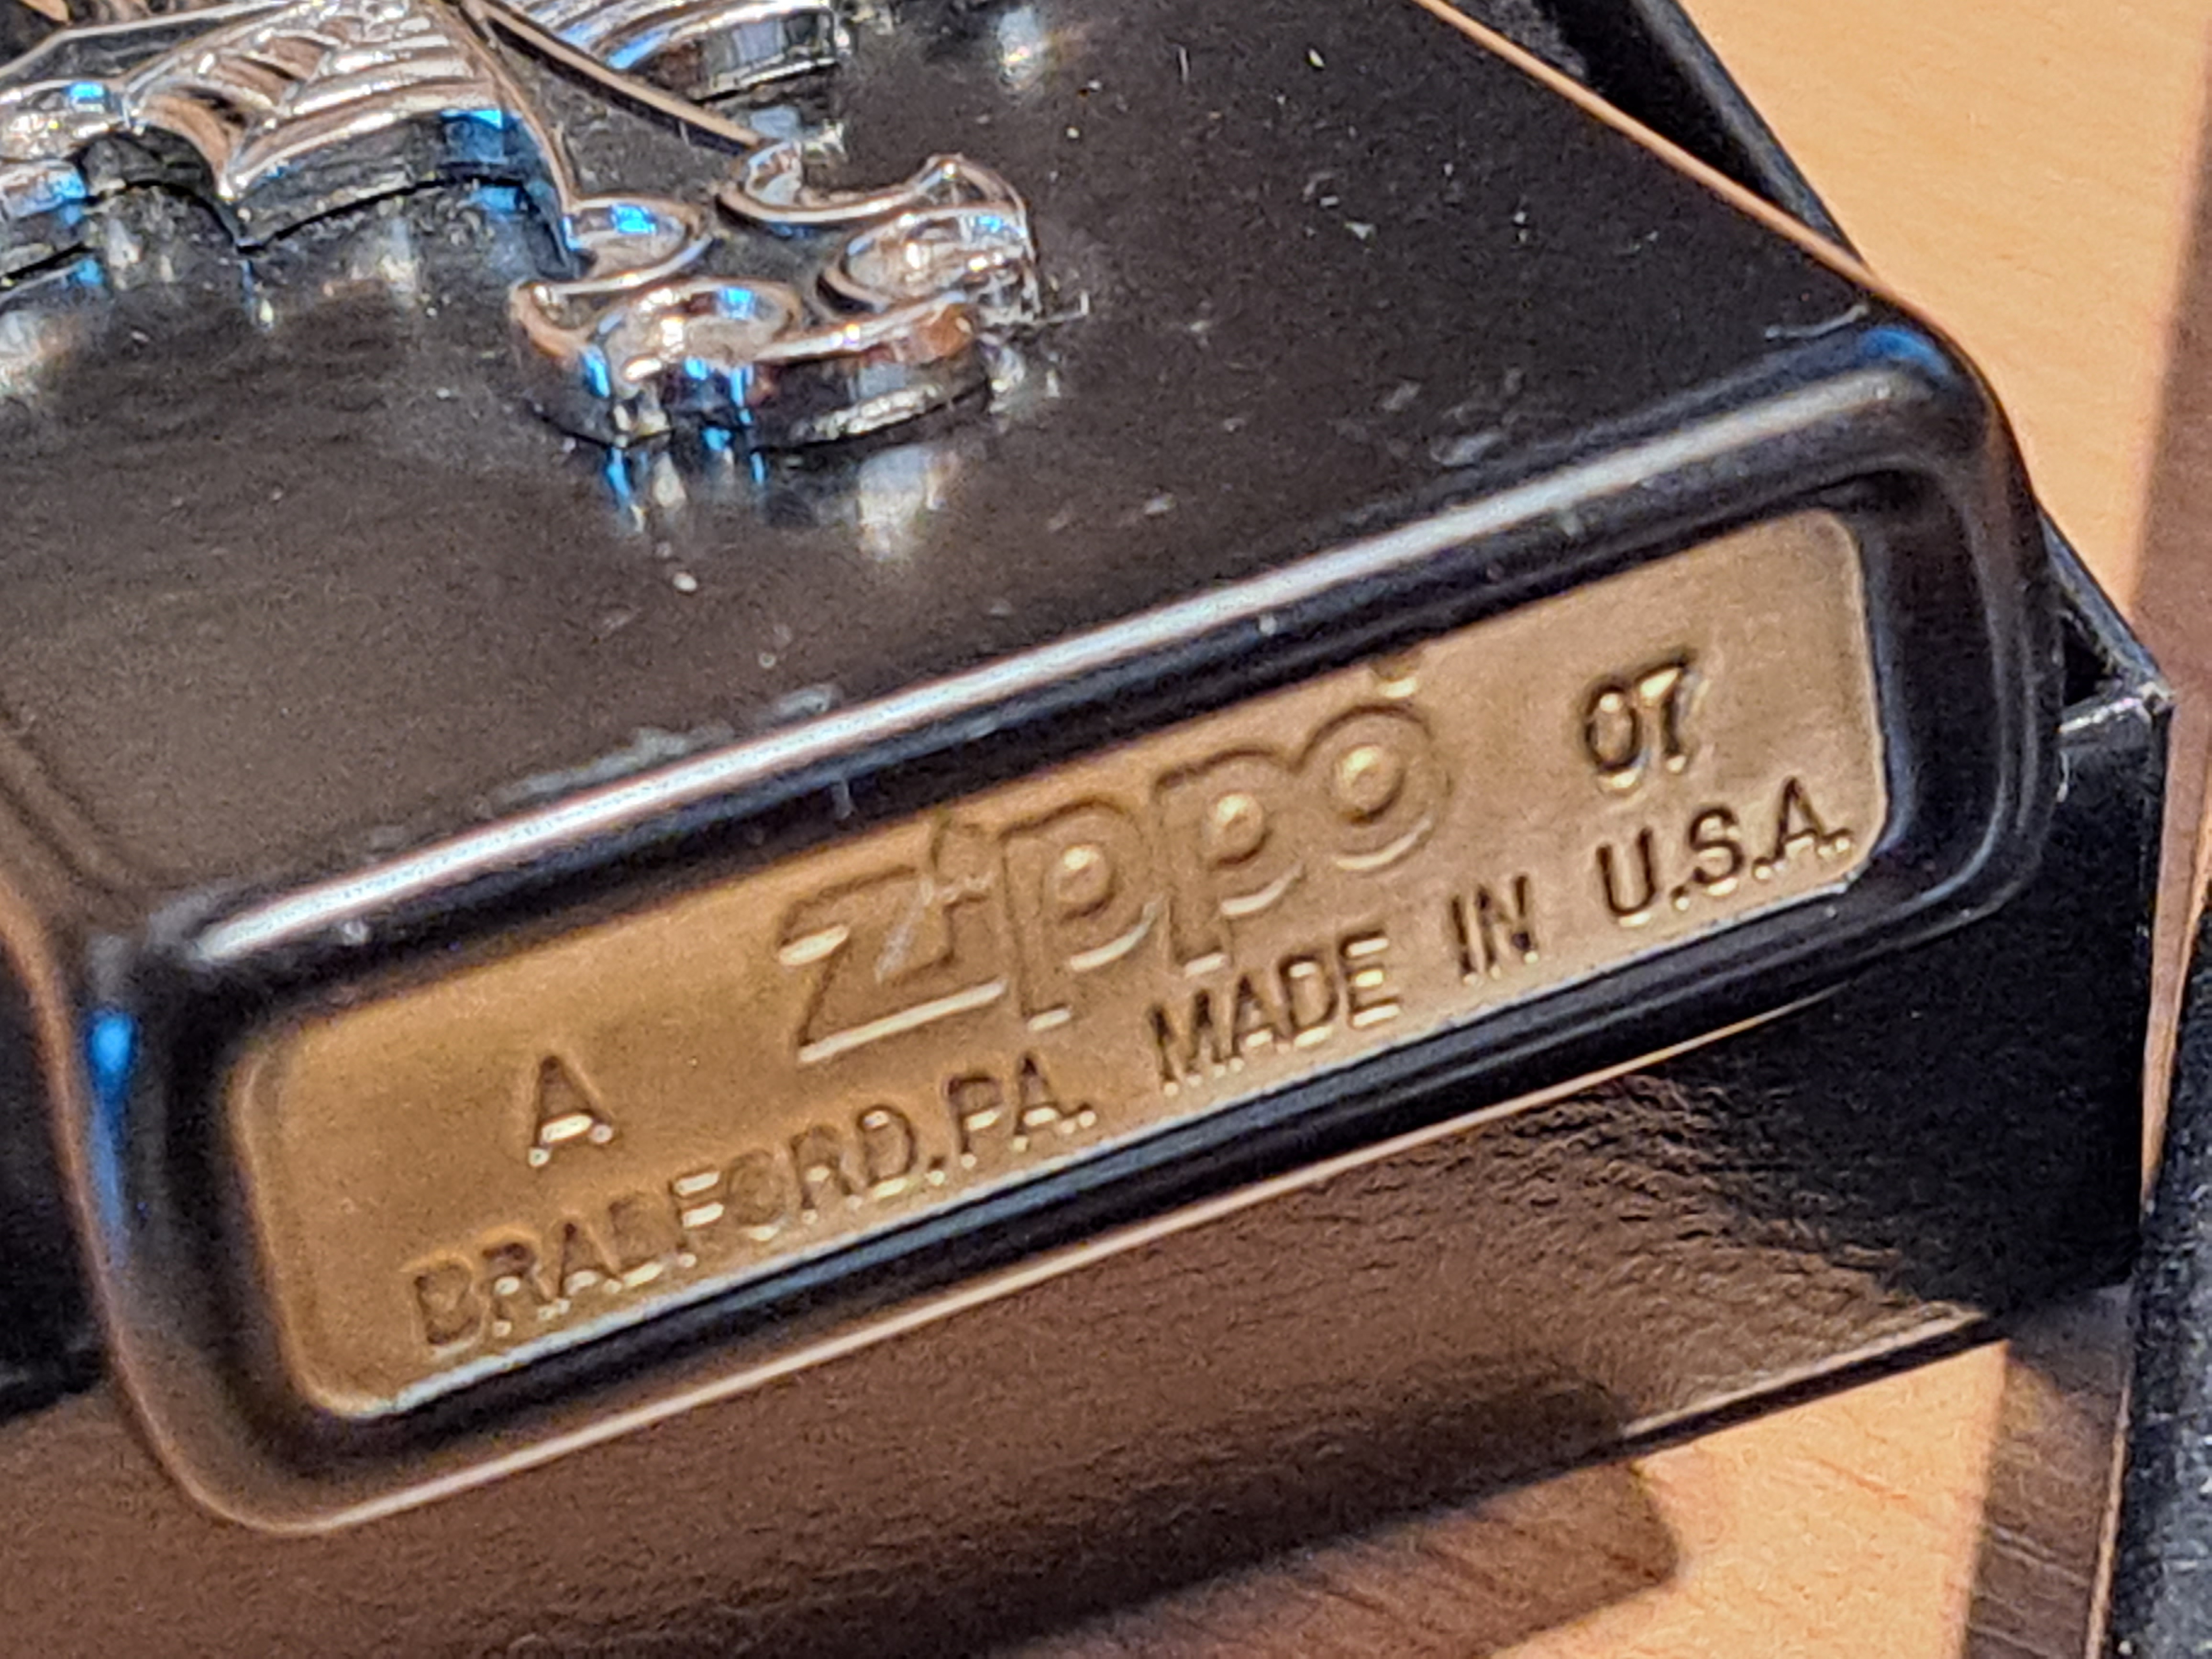 A zippo 07
BRADFORD,PA. MADE IN U.S.A.